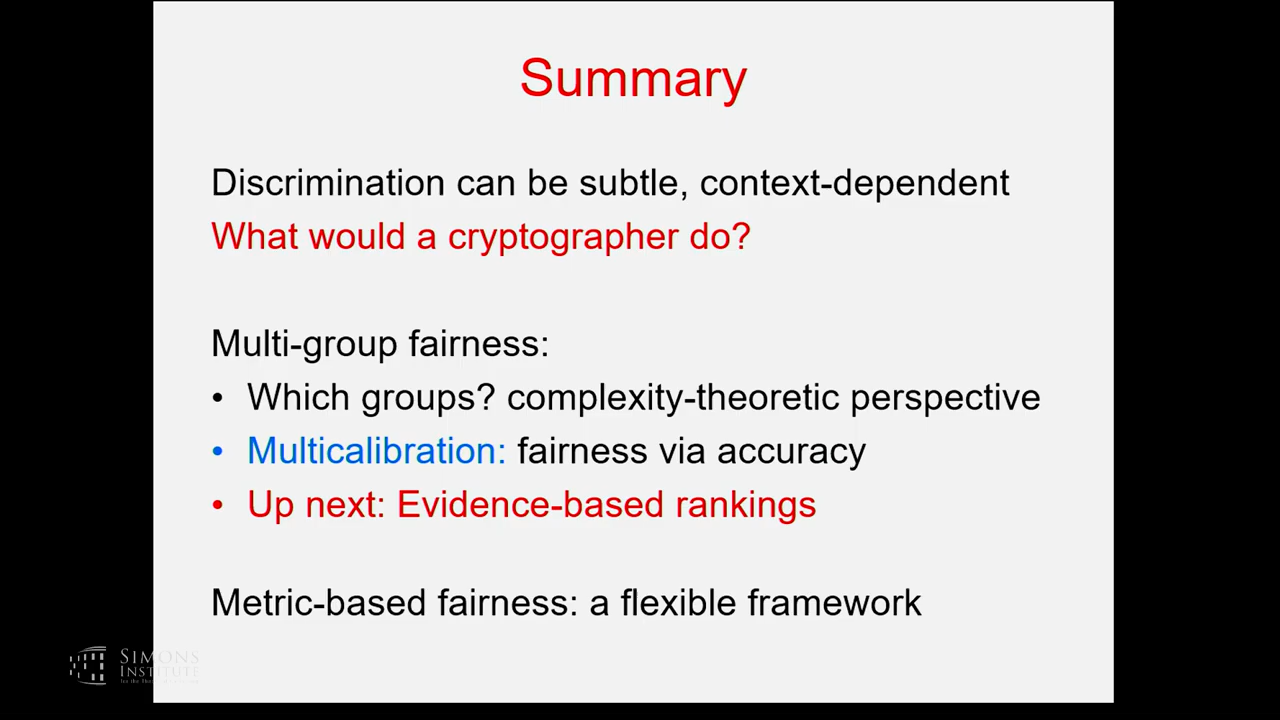 Summary
Discrimination can be subtle, context-dependent
What would a cryptographer do?
Multi-group fairness:
• Which groups? complexity-theoretic perspective
• Multicalibration: fairness via accuracy
• Up next: Evidence-based rankings
Metric-based fairness: a flexible framework
SIMONS
INSTITUTE